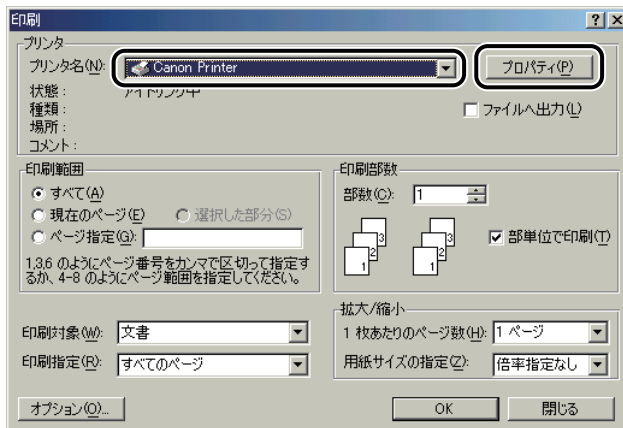 印刷
プリンタ
プリンタ名(N): Canon Printer プロパティ(P)
状態: アイドリング中
種類: ファイルへ出力(L)
場所:
コメント:
印刷範囲
すべて(A)
現在のページ(E) 選択した部分(S)
ページ指定(G):
1,3,6 のようにページ番号をカンマで区切って指定す
るか、4-8 のようにページ範囲を指定してください。
印刷部数
部数(C): 1
1 2 3 1 2 3 部単位で印刷(T)
印刷対象(W): 文書
印刷指定(R): すべてのページ
拡大/縮小
1 枚あたりのページ数(H): 1 ページ
用紙サイズの指定(Z): 倍率指定なし
オプション(O)... OK 閉じる